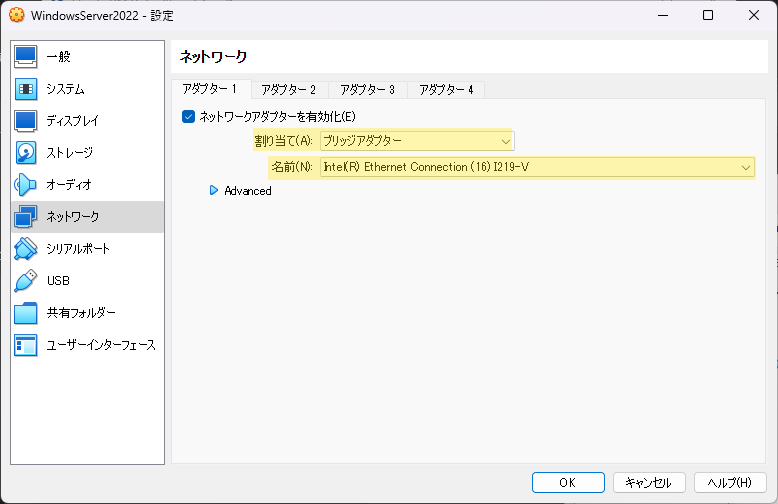 WindowsServer2022 - 設定
一般
システム
ディスプレイ
ストレージ
オーディオ
ネットワーク
シリアルポート
USB
共有フォルダー
ユーザーインターフェース
ネットワーク
アダプター 1 アダプター 2 アダプター 3 アダプター 4
ネットワークアダプターを有効化(E)
割り当て(A): ブリッジアダプター
名前(N): Intel(R) Ethernet Connection (16) I219-V
Advanced
OK キャンセル ヘルプ(H)